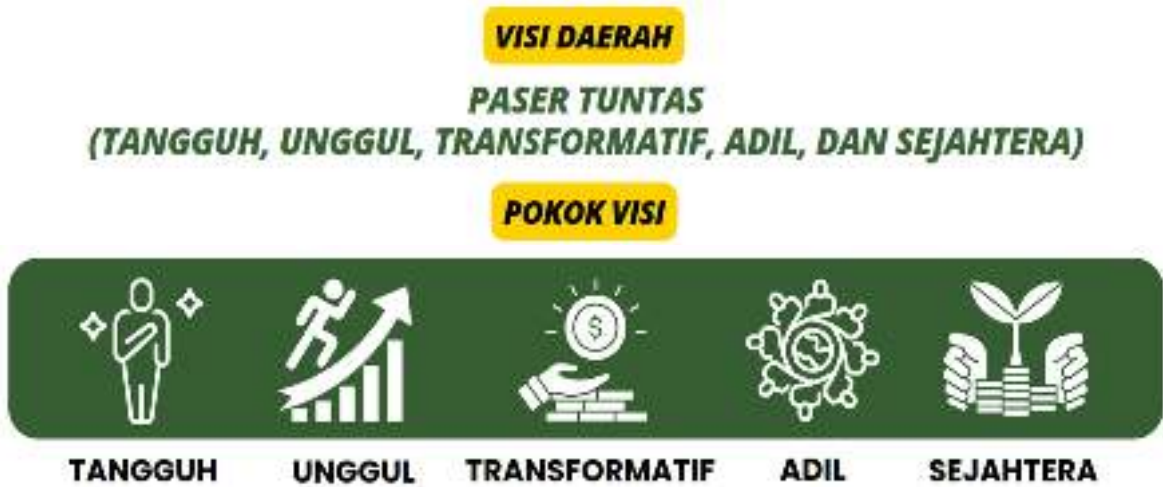 VISI DAERAH
PASER TUNTAS
(TANGGUH, UNGGUL, TRANSFORMATIF, ADIL, DAN SEJAHTERA)
POKOK VISI
$
TANGGUH UNGGUL TRANSFORMATIF ADIL SEJAHTERA